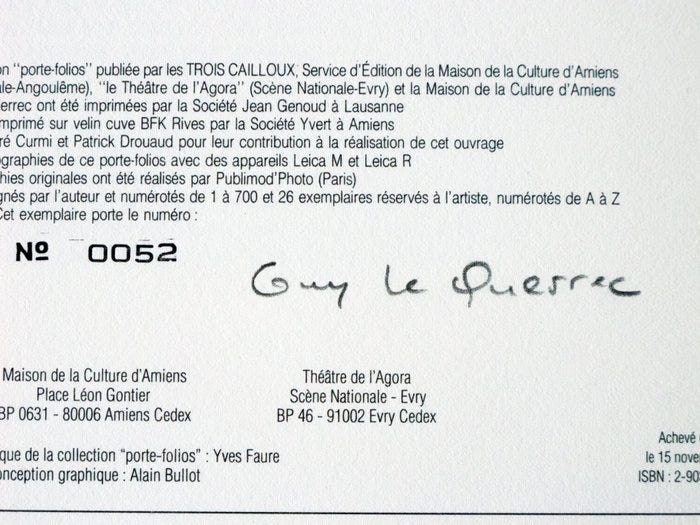 on "porte-folios" publiée par les TROIS CAILLOUX, Service d'Édition de la Maison de la Culture d'Amiens
le-Angoulême), "le Théâtre de l'Agora" (Scène Nationale-Evry) et la Maison de la Culture d'Amiens
errec ont été imprimées par la Société Jean Genoud à Lausanne
mprimé sur velin cuve BFK Rives par la Société Yvert à Amiens
ré Curmi et Patrick Drouaud pour leur contribution à la réalisation de cet ouvrage
ographies de ce porte-folios avec des appareils Leica M et Leica R
hies originales ont été réalisés par Publimod'Photo (Paris)
gnés par l'auteur et numérotés de 1 à 700 et 26 exemplaires réservés à l'artiste, numérotés de A à Z
Cet exemplaire porte le numéro :
Nº 0052
Guy le Querrec
Maison de la Culture d'Amiens
Place Léon Gontier
BP 0631 - 80006 Amiens Cedex
Théâtre de l'Agora
Scène Nationale - Evry
BP 46 - 91002 Evry Cedex
que de la collection "porte-folios" : Yves Faure
onception graphique : Alain Bullot
Achevé
le 15 nove
ISBN : 2-90